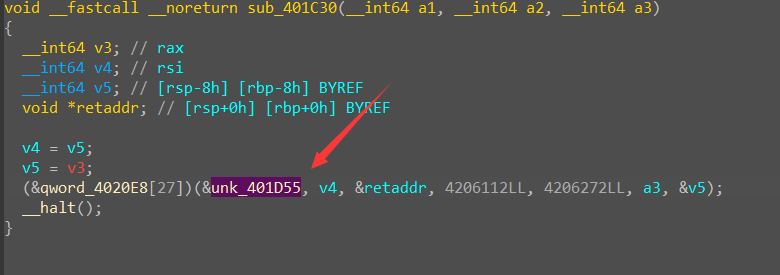 void __fastcall __noreturn sub_401C30(__int64 a1, __int64 a2, __int64 a3)
{
  __int64 v3; // rax
  __int64 v4; // rsi
  __int64 v5; // [rsp-8h] [rbp-8h] BYREF
  void *retaddr; // [rsp+0h] [rbp+0h] BYREF

  v4 = v5;
  v5 = v3;
  (&qword_4020E8[27])(&unk_401D55, v4, &retaddr, 4206112LL, 4206272LL, a3, &v5);
  __halt();
}